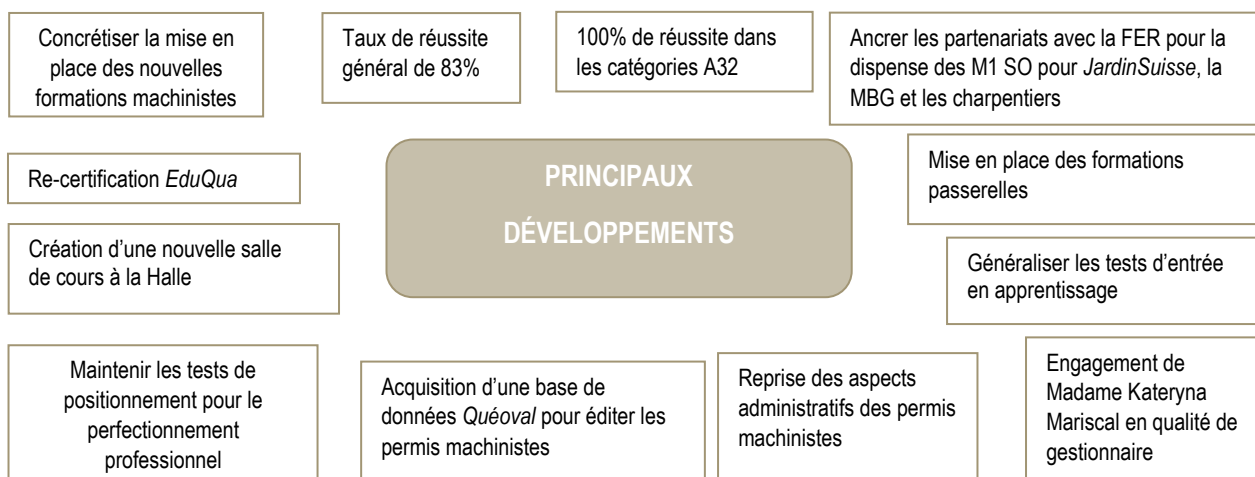 Concrétiser la mise en
place des nouvelles
formations machinistes
Taux de réussite
général de 83%
100% de réussite dans
les catégories A32
Ancrer les partenariats avec la FER pour la
dispense des M1 SO pour JardinSuisse, la
MBG et les charpentiers
Re-certification EduQua
PRINCIPAUX
DÉVELOPPEMENTS
Mise en place des formations
passerelles
Création d’une nouvelle salle
de cours à la Halle
Généraliser les tests d’entrée
en apprentissage
Maintenir les tests de
positionnement pour le
perfectionnement
professionnel
Acquisition d’une base de
données Quéoval pour éditer les
permis machinistes
Reprise des aspects
administratifs des permis
machinistes
Engagement de
Madame Kateryna
Mariscal en qualité de
gestionnaire